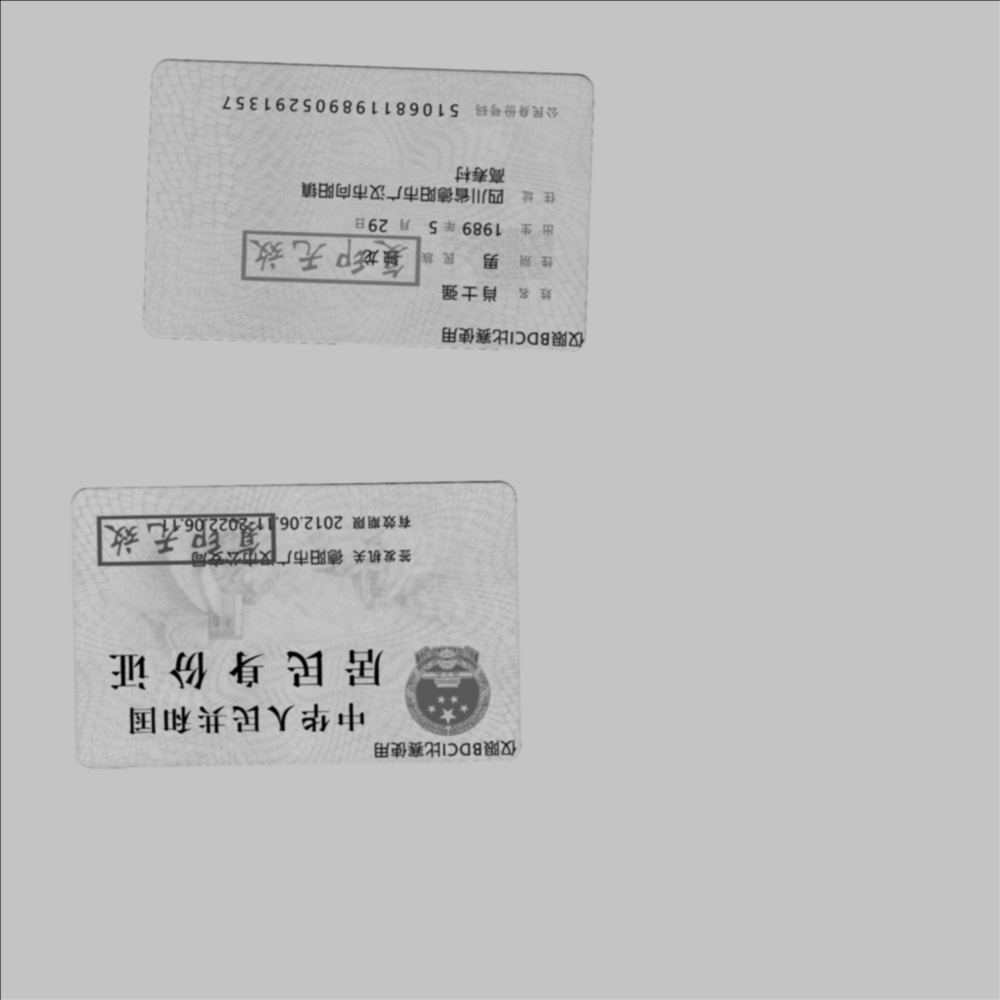 仅限BDCI比赛使用
中华人民共和国
居民身份证
签发机关 德阳市广汉市公安局
有效期限 2012.06.11-2022.06.11
复印无效
仅限BDCI比赛使用
姓名 肖士强
性别 男 民族 独龙
复印无效
出生 1989 年 5 月 29 日
住址 四川省德阳市广汉市向阳镇
高寿村
公民身份号码 510681198905291357